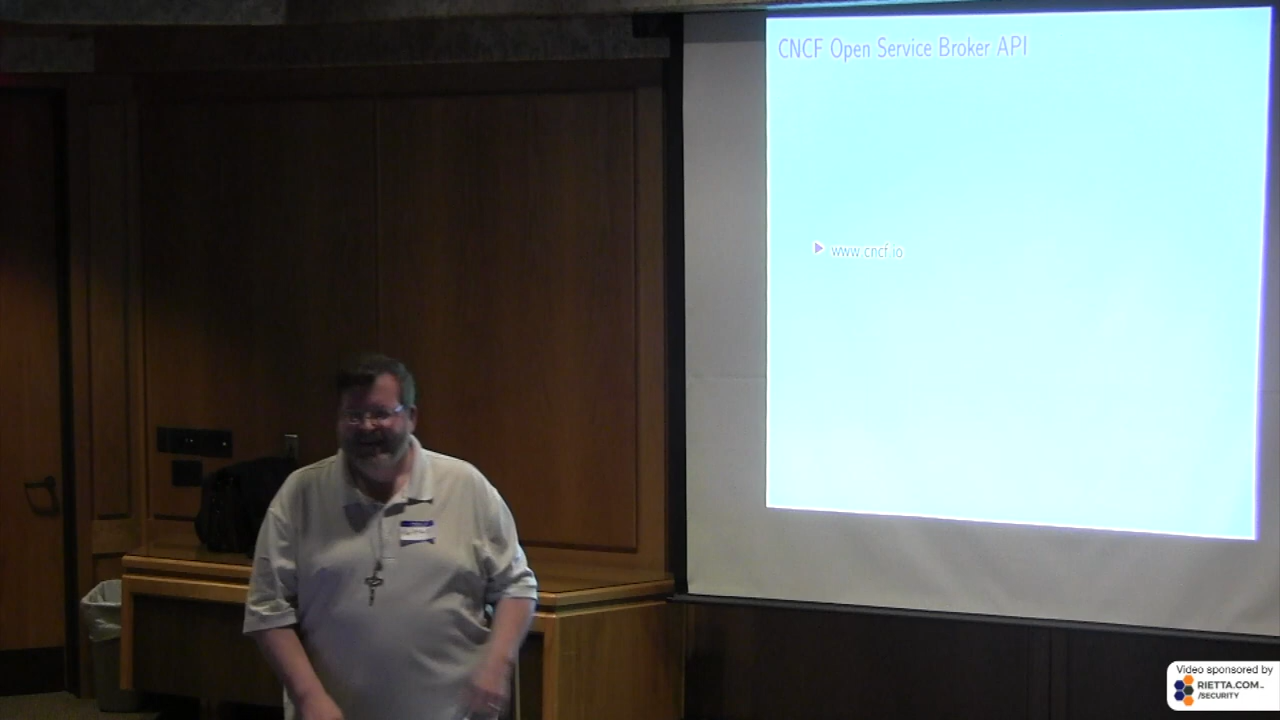 CNCF Open Service Broker API
www.cncf.io
Video sponsored by
RIETTA.COM
/SECURITY